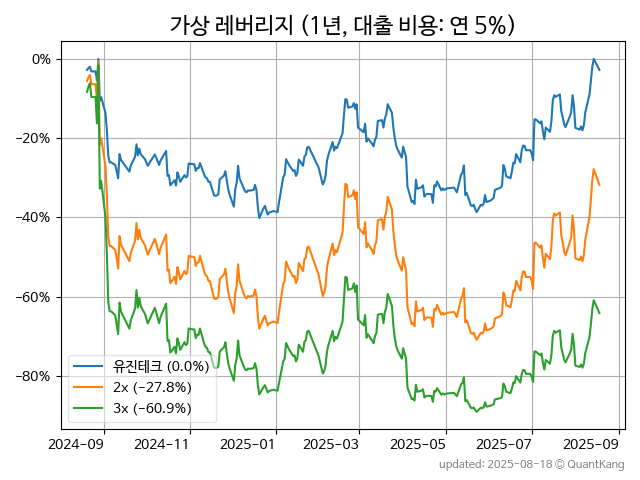 가상 레버리지 (1년, 대출 비용: 연 5%)
0%
−20%
−40%
−60%
−80%
유진테크 (0.0%)
2x (−27.8%)
3x (−60.9%)
2024-09 2024-11 2025-01 2025-03 2025-05 2025-07 2025-09
updated: 2025-08-18 © QuantKang